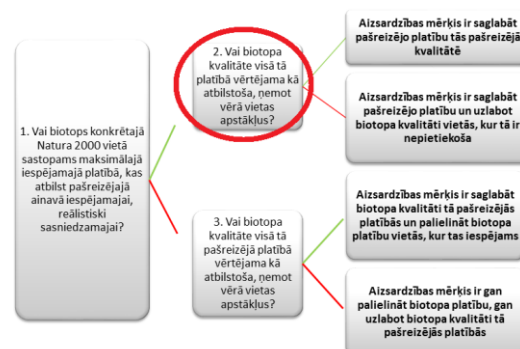 1. Vai biotops konkrētajā
Natura 2000 vietā
sastopams maksimālajā
iespējamajā platībā, kas
atbilst pašreizējajā
ainavā iespējamajai,
reālistiski
sasniedzamajai?
2. Vai biotopa
kvalitāte visā tā
platībā vērtējama kā
atbilstoša, ņemot
vērā vietas
apstākļus?
3. Vai biotopa
kvalitāte visā tā
pašreizējā platībā
vērtējama kā
atbilstoša, ņemot
vērā vietas
apstākļus?
Aizsardzības mērķis ir saglabāt
pašreizējo platību tās pašreizējā
kvalitātē
Aizsardzības mērķis ir saglabāt
pašreizējo platību un uzlabot
biotopa kvalitāti vietās, kur tā ir
nepietiekoša
Aizsardzības mērķis ir saglabāt
biotopa kvalitāti tā pašreizējās
platībās un palielināt biotopa
platību vietās, kur tas iespējams
Aizsardzības mērķis ir gan
palielināt biotopa platību, gan
uzlabot biotopa kvalitāti tā
pašreizējās platībās